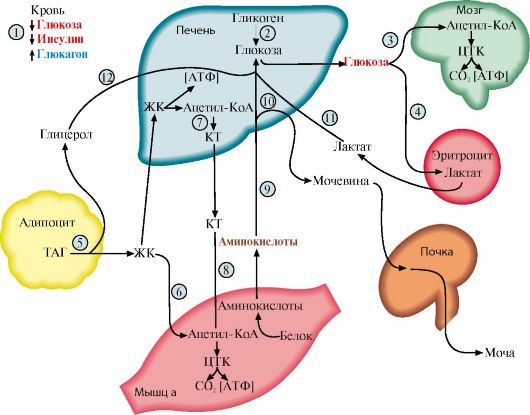 Кровь
1
↓ Глюкоза
↓ Инсулин
↑ Глюкагон
Печень
Гликоген
2
Глюкоза
Глюкоза
3
Мозг
Ацетил-КоА
ЦТК
CO₂ [АТФ]
12
[АТФ]
ЖК
Ацетил-КоА
7
КТ
10
11
4
Глицерол
Лактат
Эритроцит
Лактат
Мочевина
9
Адипоцит
ТАГ
5
ЖК
КТ
Аминокислоты
Почка
6
8
Аминокислоты
Ацетил-КоА
Белок
ЦТК
CO₂ [АТФ]
Мышц а
Моча